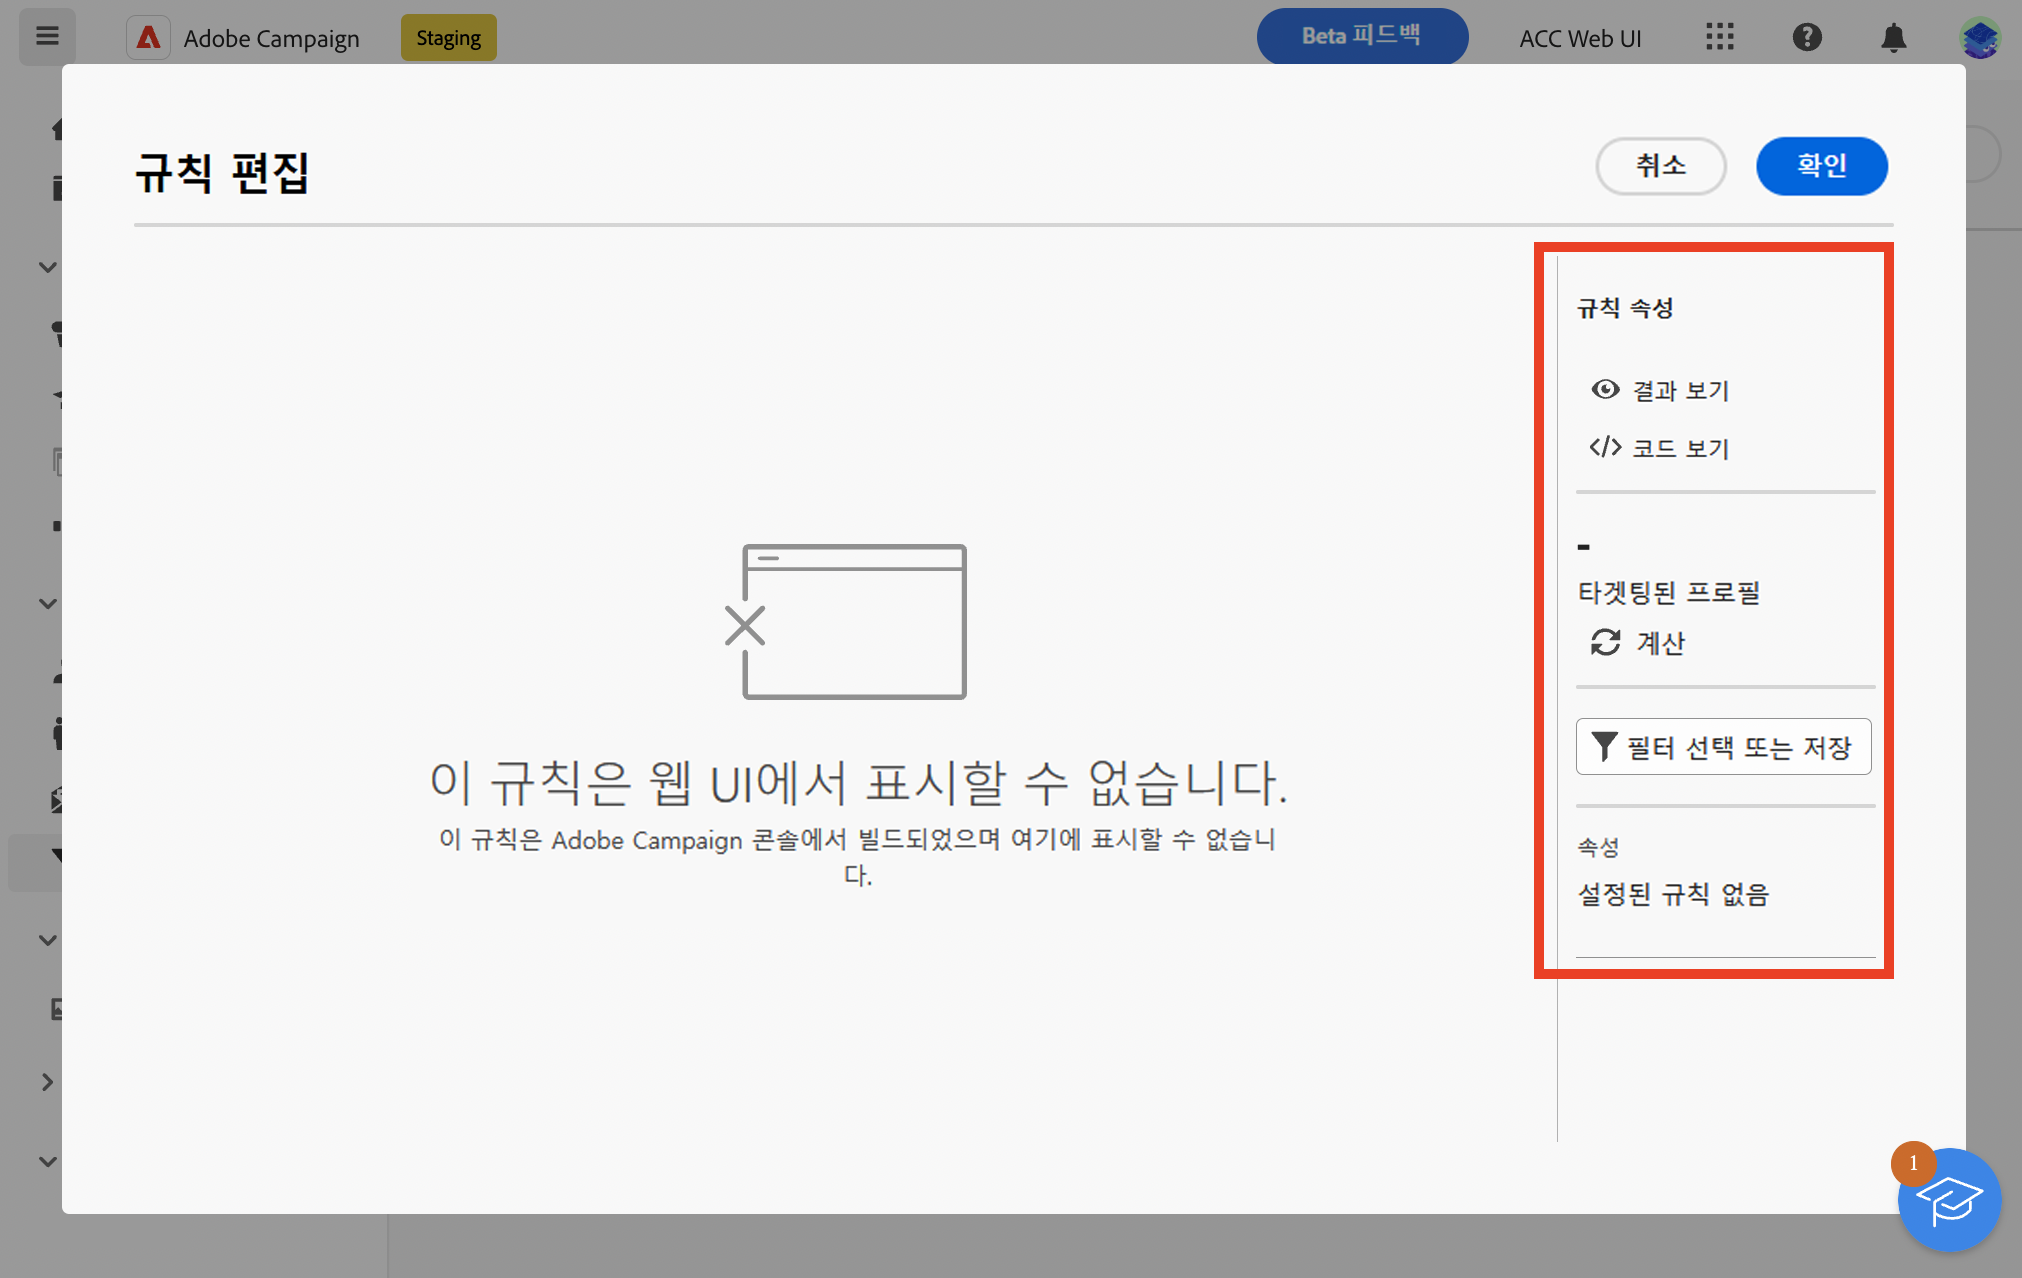 Adobe Campaign
Staging
Beta 피드백
ACC Web UI
규칙 편집
취소
확인
규칙 속성
결과 보기
코드 보기
-
타겟팅된 프로필
계산
필터 선택 또는 저장
속성
설정된 규칙 없음
이 규칙은 웹 UI에서 표시할 수 없습니다.
이 규칙은 Adobe Campaign 콘솔에서 빌드되었으며 여기에 표시할 수 없습니
다.
1